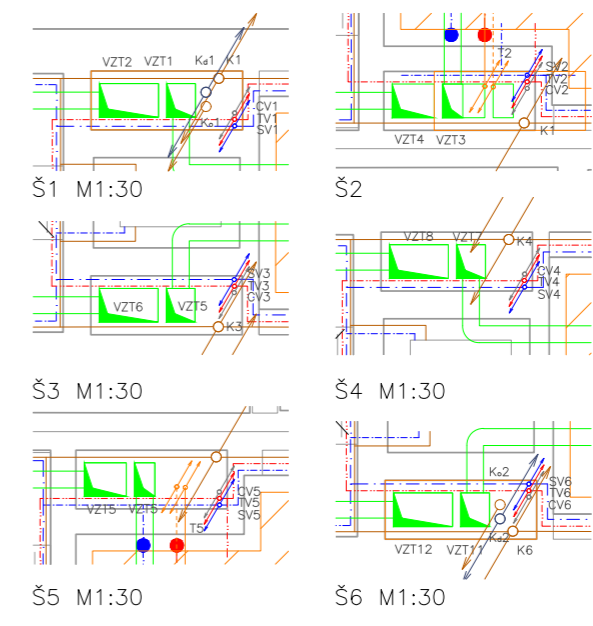 VZT2 VZT1 Kd1 K1
Ko1
CV1
TV1
SV1
Š1 M1:30
T2
SV2
TV2
CV2
VZT4 VZT3 K1
Š2
SV3
TV3
CV3
VZT6 VZT5
K3
Š3 M1:30
VZT8 VZT K4
CV4
TV4
SV4
Š4 M1:30
CV5
TV5
SV5
VZT5 VZT5
T5
Š5 M1:30
Ko2
SV6
TV6
CV6
Kd2
VZT12 VZT11 K6
Š6 M1:30